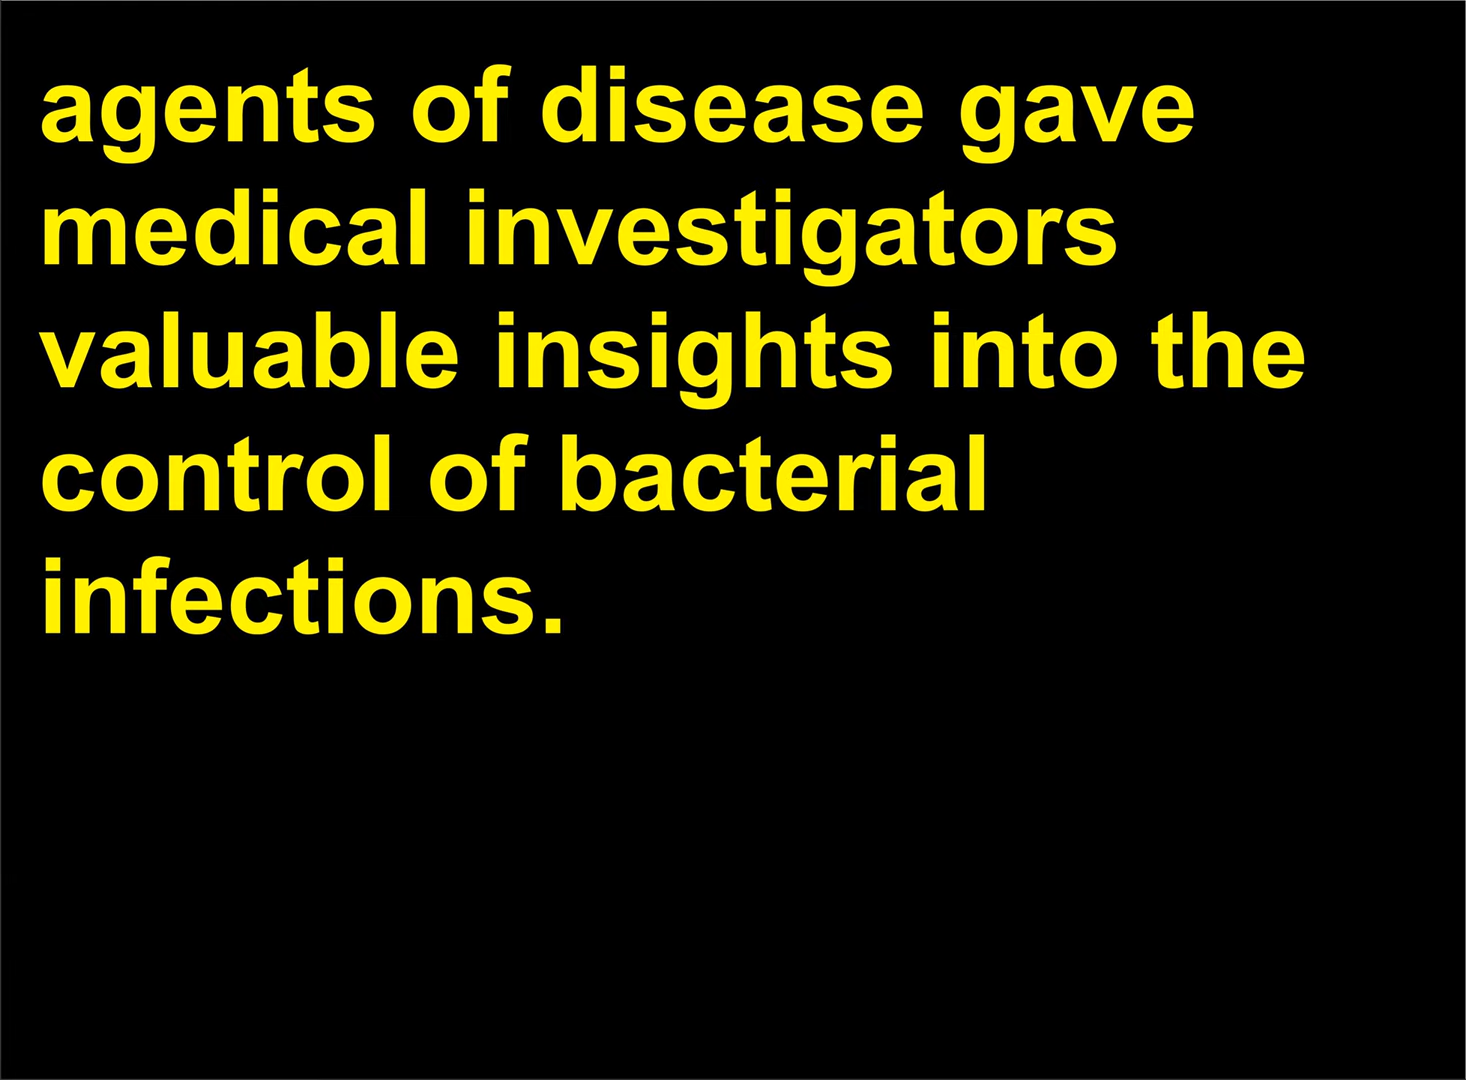 agents of disease gave
medical investigators
valuable insights into the
control of bacterial
infections.